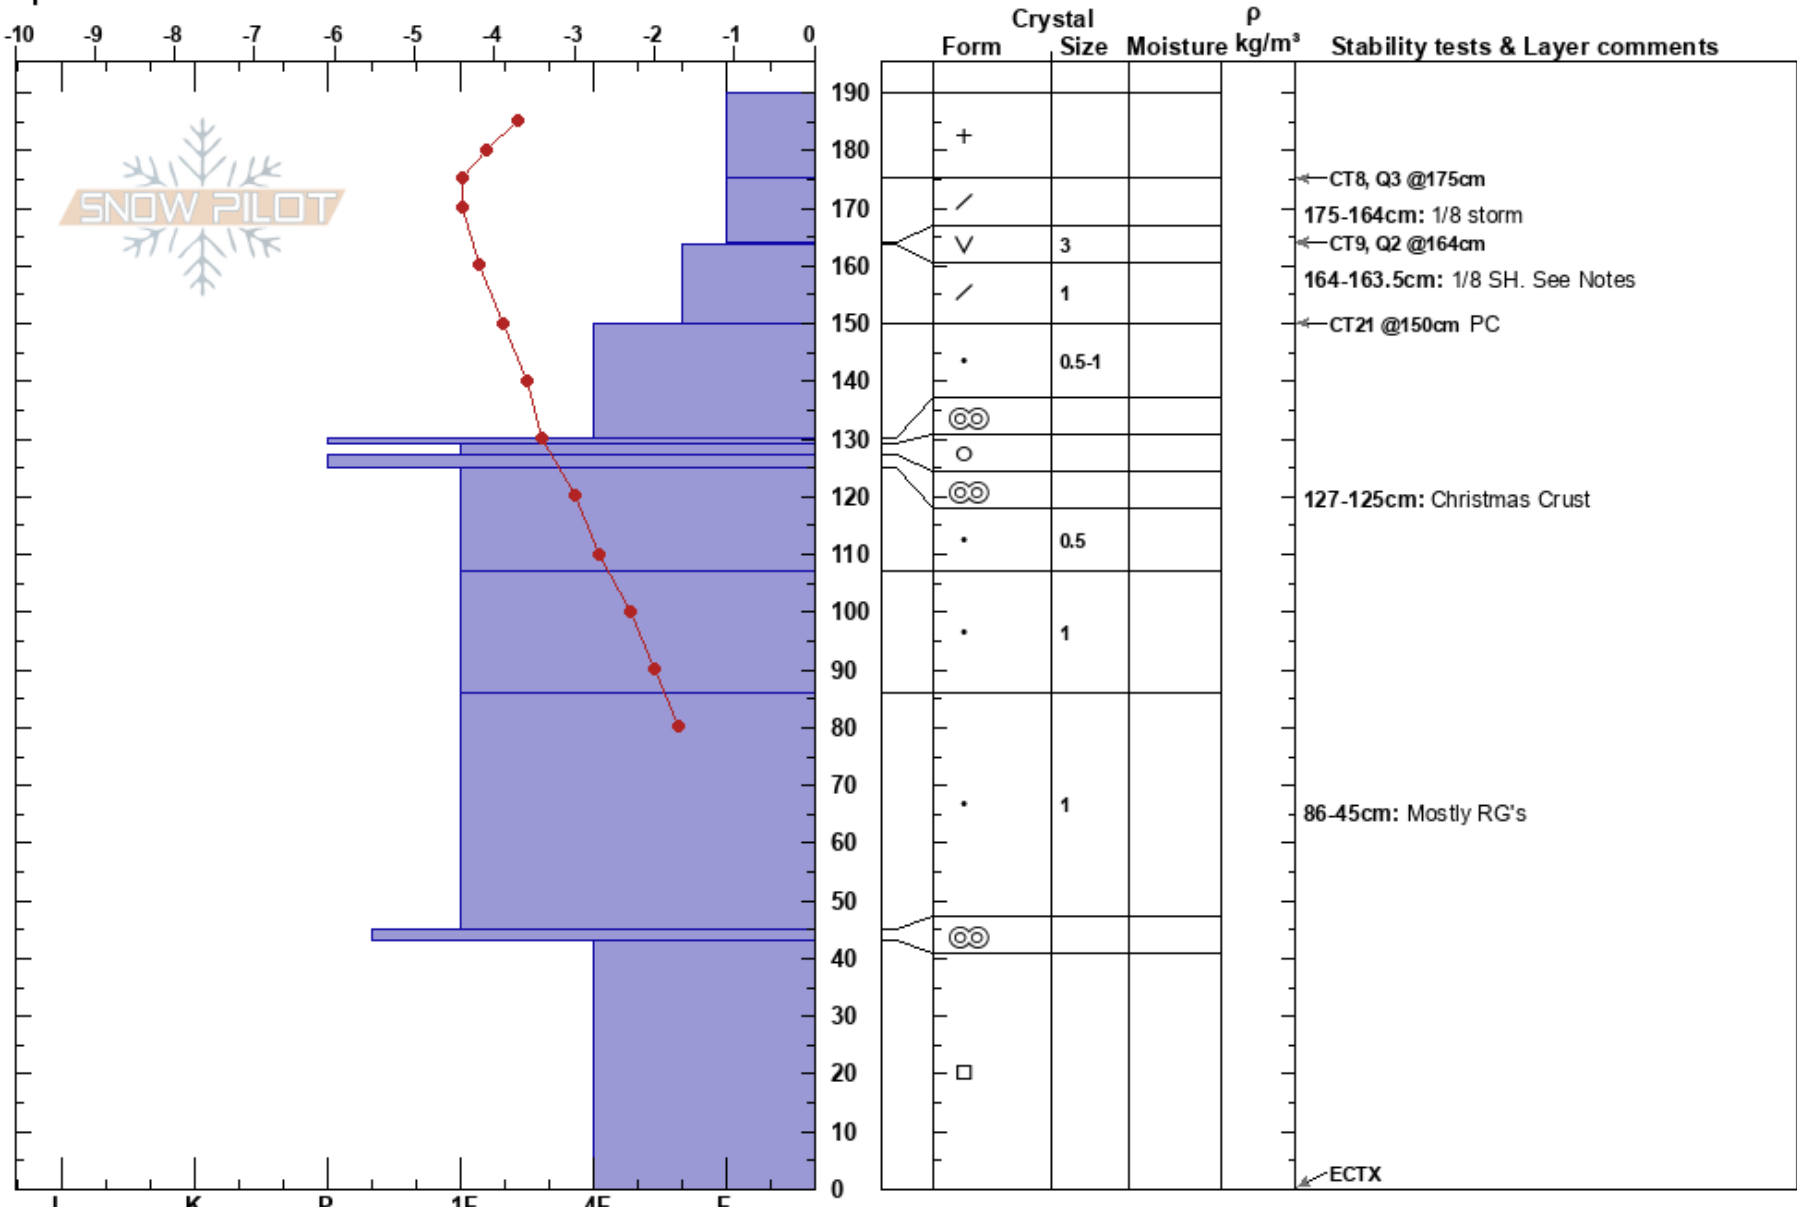 -10 -9 -8 -7 -6 -5 -4 -3 -2 -1 0
Crystal
ρ
Form Size Moisture kg/m³ Stability tests & Layer comments
SNOW PILOT
190
180
CT8, Q3 @175cm
170
175-164cm: 1/8 storm
3
CT9, Q2 @164cm
160
164-163.5cm: 1/8 SH. See Notes
1
150
CT21 @150cm PC
0.5-1
140
130
120
127-125cm: Christmas Crust
0.5
110
100
1
90
80
70
1
86-45cm: Mostly RG's
60
50
40
30
20
10
ECTX
0
I K P 1F 4F F